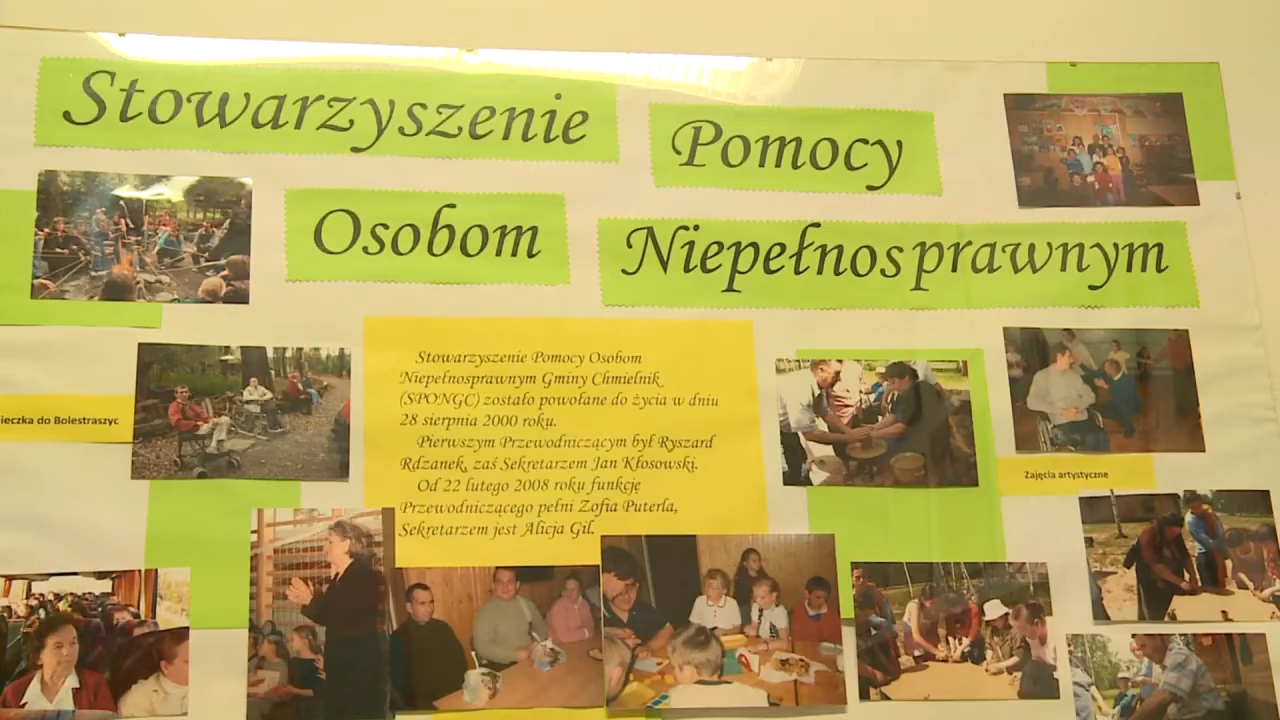 Stowarzyszenie Pomocy
Osobom Niepełnosprawnym
Stowarzyszenie Pomocy Osobom
Niepełnosprawnym Gminy Chmielnik
(SPONGC) zostało powołane do życia w dniu
28 sierpnia 2000 roku.
Pierwszym Przewodniczącym był Ryszard
Rdzanek, zaś Sekretarzem Jan Kłosowski.
Od 22 lutego 2008 roku funkcję
Przewodniczącego pełni Zofia Puterla,
Sekretarzem jest Alicja Gil.
ieczka do Bolestraszyc
Zajęcia artystyczne